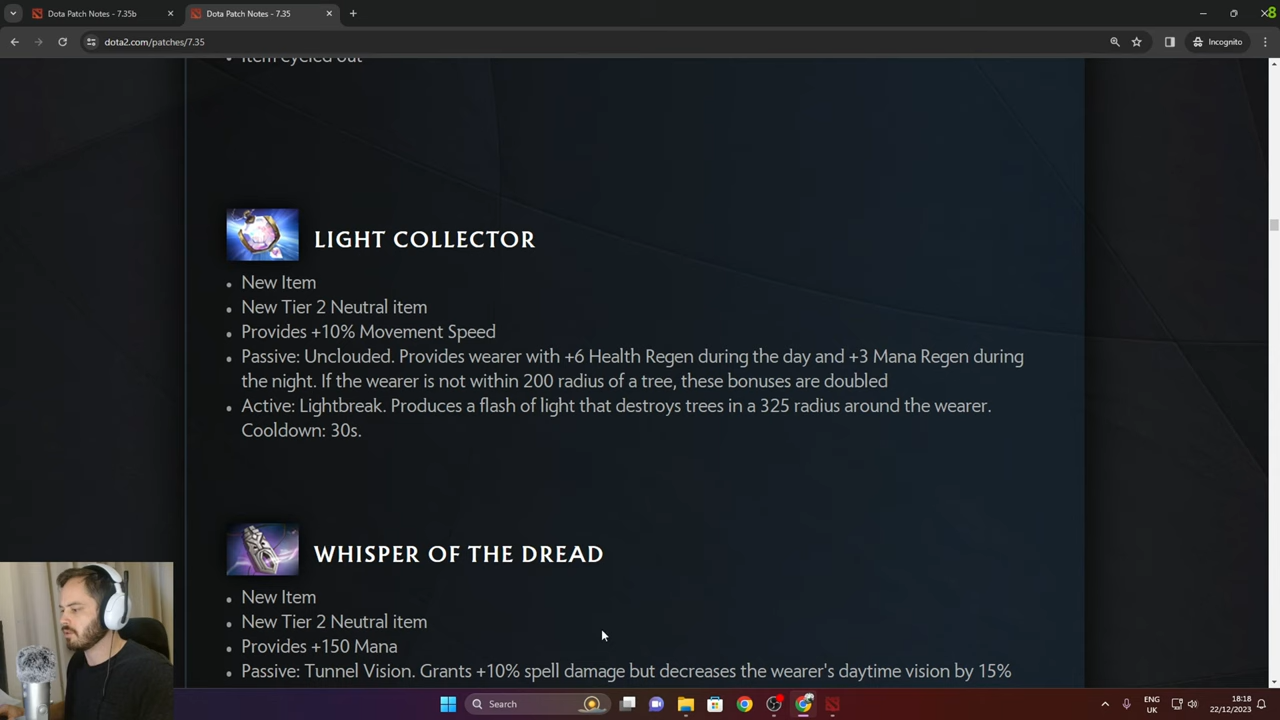 Dota Patch Notes - 7.35b
Dota Patch Notes - 7.35
8
dota2.com/patches/7.35
Incognito
Item cycled out
LIGHT COLLECTOR
New Item
New Tier 2 Neutral item
Provides +10% Movement Speed
Passive: Unclouded. Provides wearer with +6 Health Regen during the day and +3 Mana Regen during
the night. If the wearer is not within 200 radius of a tree, these bonuses are doubled
Active: Lightbreak. Produces a flash of light that destroys trees in a 325 radius around the wearer.
Cooldown: 30s.
WHISPER OF THE DREAD
New Item
New Tier 2 Neutral item
Provides +150 Mana
Passive: Tunnel Vision. Grants +10% spell damage but decreases the wearer's daytime vision by 15%
Search
ENG
UK
18:18
22/12/2023